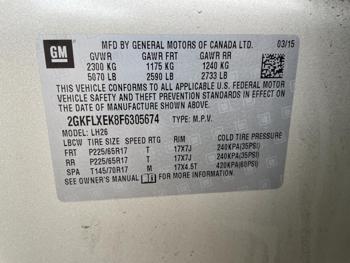 GM
MFD BY GENERAL MOTORS OF CANADA LTD. 03/15
GVWR GAWR FRT GAWR RR
2300 KG 1175 KG 1240 KG
5070 LB 2590 LB 2733 LB
THIS VEHICLE CONFORMS TO ALL APPLICABLE U.S. FEDERAL MOTOR
VEHICLE SAFETY AND THEFT PREVENTION STANDARDS IN EFFECT ON
THE DATE OF MANUFACTURE SHOWN ABOVE.
2GKFLXEK8F6305674 TYPE: M.P.V.
MODEL: LH26
LBCW TIRE SIZE SPEED RTG RIM COLD TIRE PRESSURE
FRT P225/65R17 T 17X7J 240KPA(35PSI)
RR P225/65R17 T 17X7J 240KPA(35PSI)
SPA T145/70R17 M 17X4.5T 420KPA(60PSI)
SEE OWNER'S MANUAL FOR MORE INFORMATION.